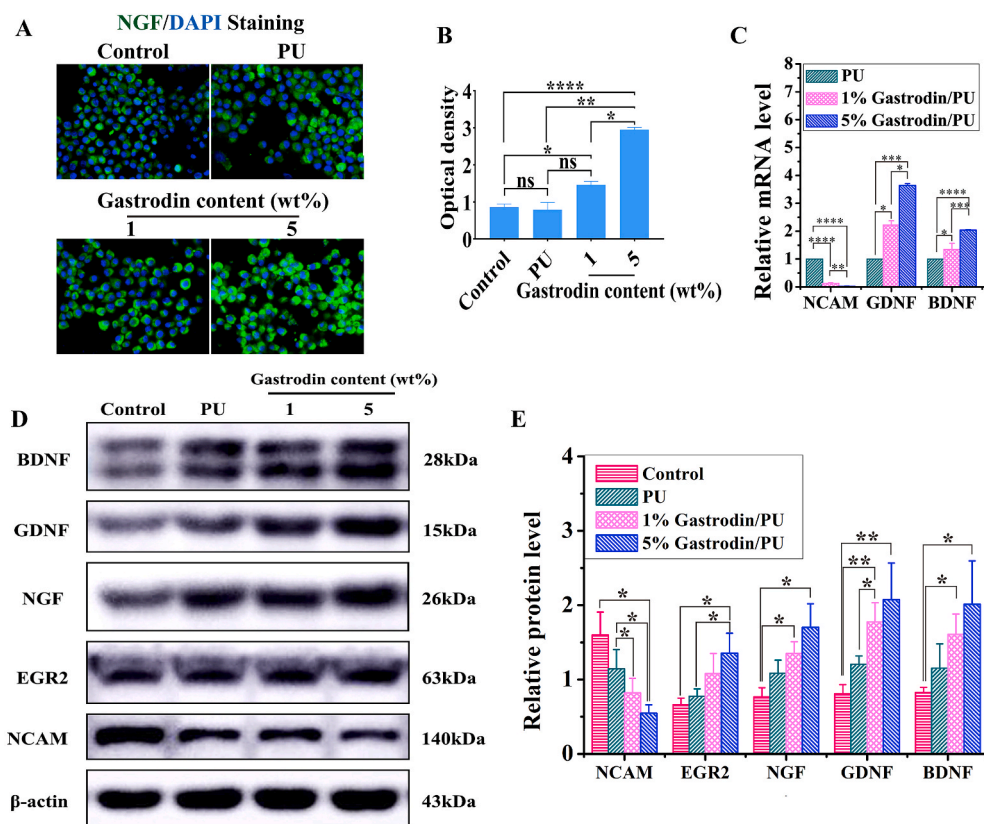 A
NGF/DAPI Staining
Control PU
Gastrodin content (wt%)
1 5
B
Optical density
4
3
2
1
0
****
**
*
*
ns
ns
Control PU 1 5
Gastrodin content (wt%)
C
Relative mRNA level
8
7
6
5
4
3
2
1
0
PU
1% Gastrodin/PU
5% Gastrodin/PU
****
****
**
***
*
*
****
***
*
NCAM GDNF BDNF
D
Gastrodin content (wt%)
Control PU 1 5
BDNF 28kDa
GDNF 15kDa
NGF 26kDa
EGR2 63kDa
NCAM 140kDa
β-actin 43kDa
E
Relative protein level
4
3
2
1
0
Control
PU
1% Gastrodin/PU
5% Gastrodin/PU
*
*
*
*
*
*
*
**
**
*
*
*
NCAM EGR2 NGF GDNF BDNF